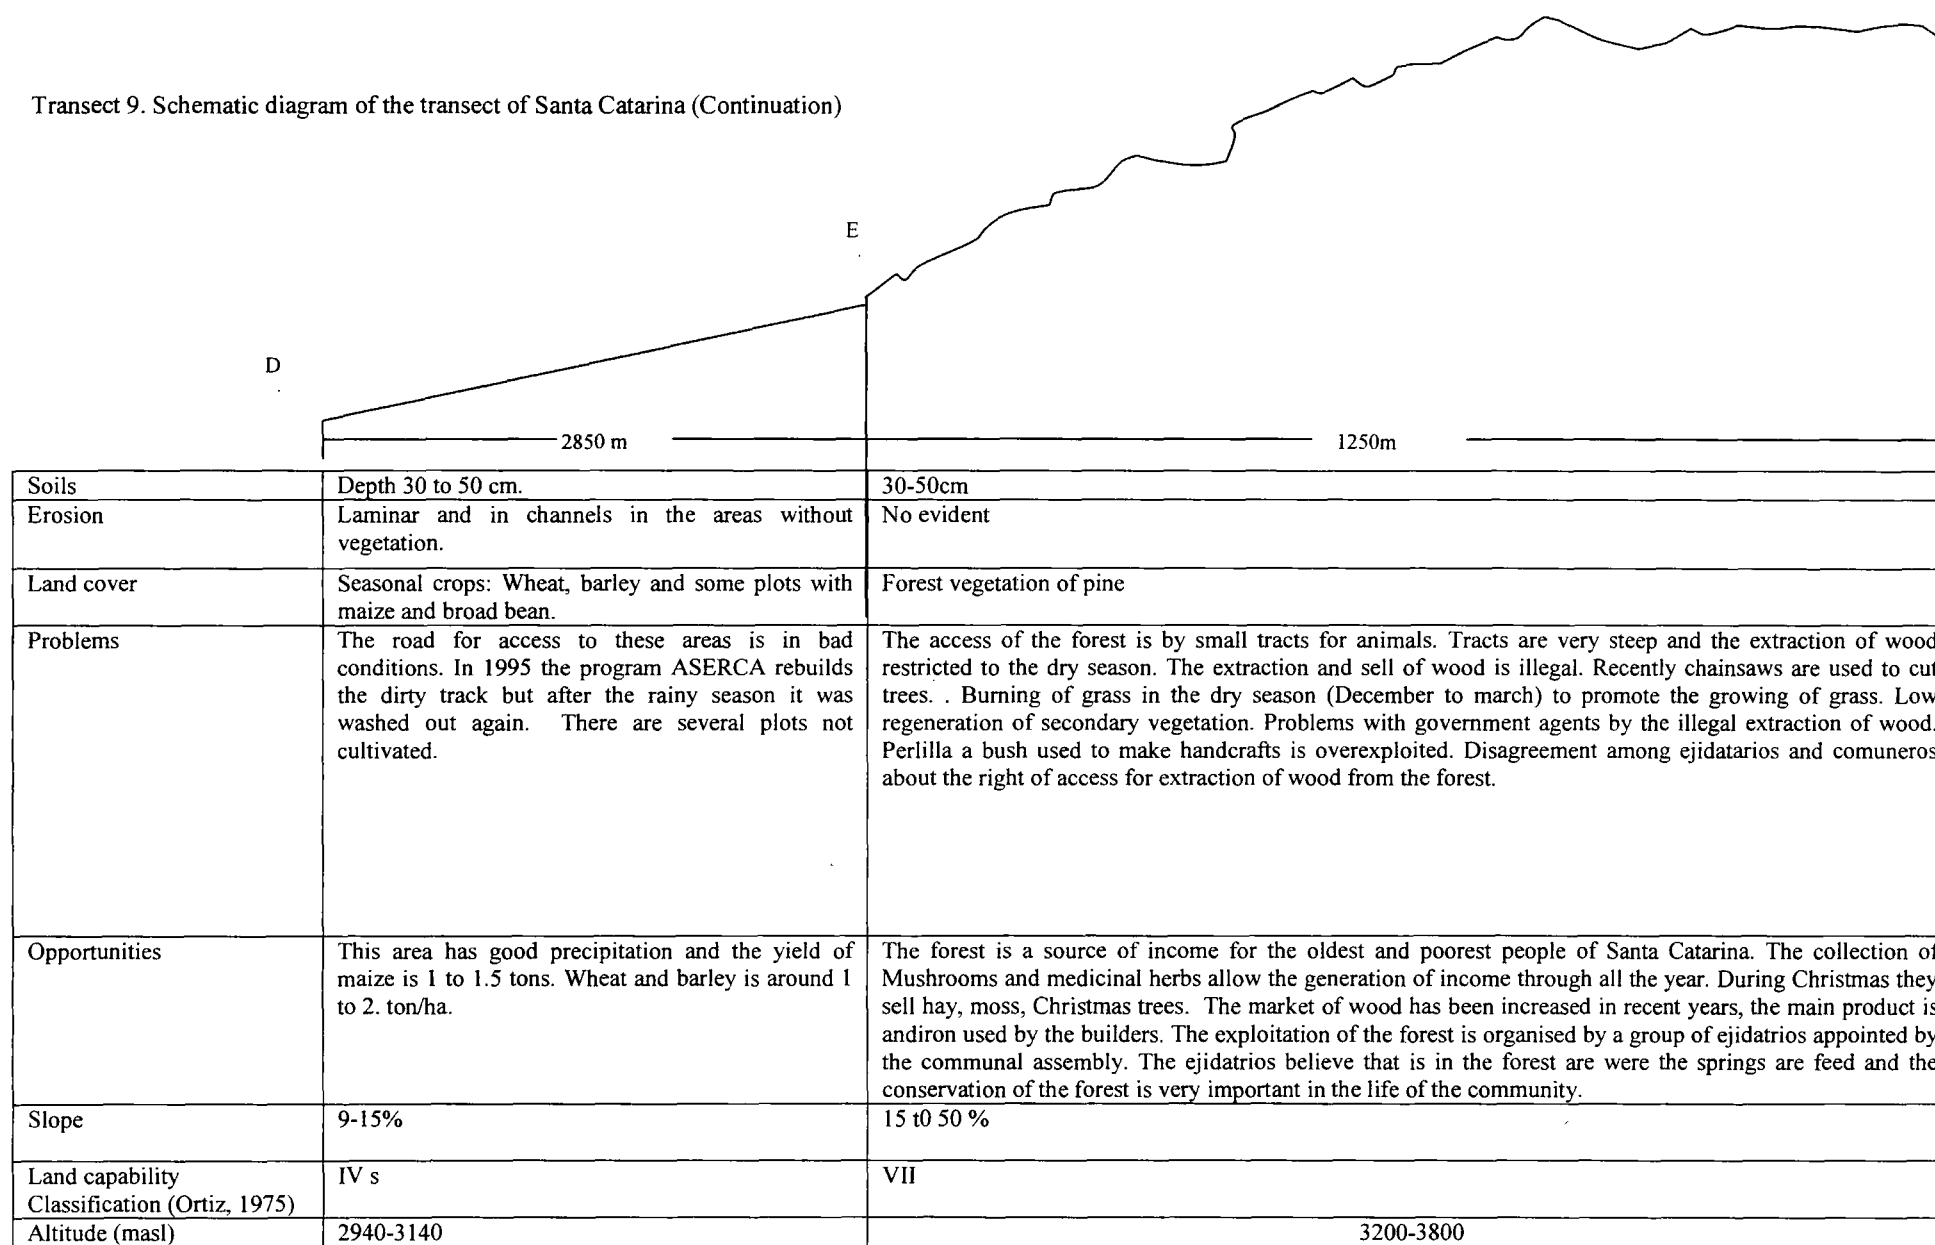 Transect 9. Schematic diagram of the transect of Santa Catarina (Continuation)
E
D
2850 m
1250m
Soils
Depth 30 to 50 cm.
30-50cm
Erosion
Laminar and in channels in the areas without
vegetation.
No evident
Land cover
Seasonal crops: Wheat, barley and some plots with
maize and broad bean.
Forest vegetation of pine
Problems
The road for access to these areas is in bad
conditions. In 1995 the program ASERCA rebuilds
the dirty track but after the rainy season it was
washed out again. There are several plots not
cultivated.
The access of the forest is by small tracts for animals. Tracts are very steep and the extraction of wood
restricted to the dry season. The extraction and sell of wood is illegal. Recently chainsaws are used to cut
trees. . Burning of grass in the dry season (December to march) to promote the growing of grass. Low
regeneration of secondary vegetation. Problems with government agents by the illegal extraction of wood.
Perlilla a bush used to make handcrafts is overexploited. Disagreement among ejidatarios and comuneros
about the right of access for extraction of wood from the forest.
Opportunities
This area has good precipitation and the yield of
maize is 1 to 1.5 tons. Wheat and barley is around 1
to 2. ton/ha.
The forest is a source of income for the oldest and poorest people of Santa Catarina. The collection of
Mushrooms and medicinal herbs allow the generation of income through all the year. During Christmas they
sell hay, moss, Christmas trees. The market of wood has been increased in recent years, the main product is
andiron used by the builders. The exploitation of the forest is organised by a group of ejidatrios appointed by
the communal assembly. The ejidatrios believe that is in the forest are were the springs are feed and the
conservation of the forest is very important in the life of the community.
Slope
9-15%
15 t0 50 %
Land capability
Classification (Ortiz, 1975)
IV s
VII
Altitude (masl)
2940-3140
3200-3800